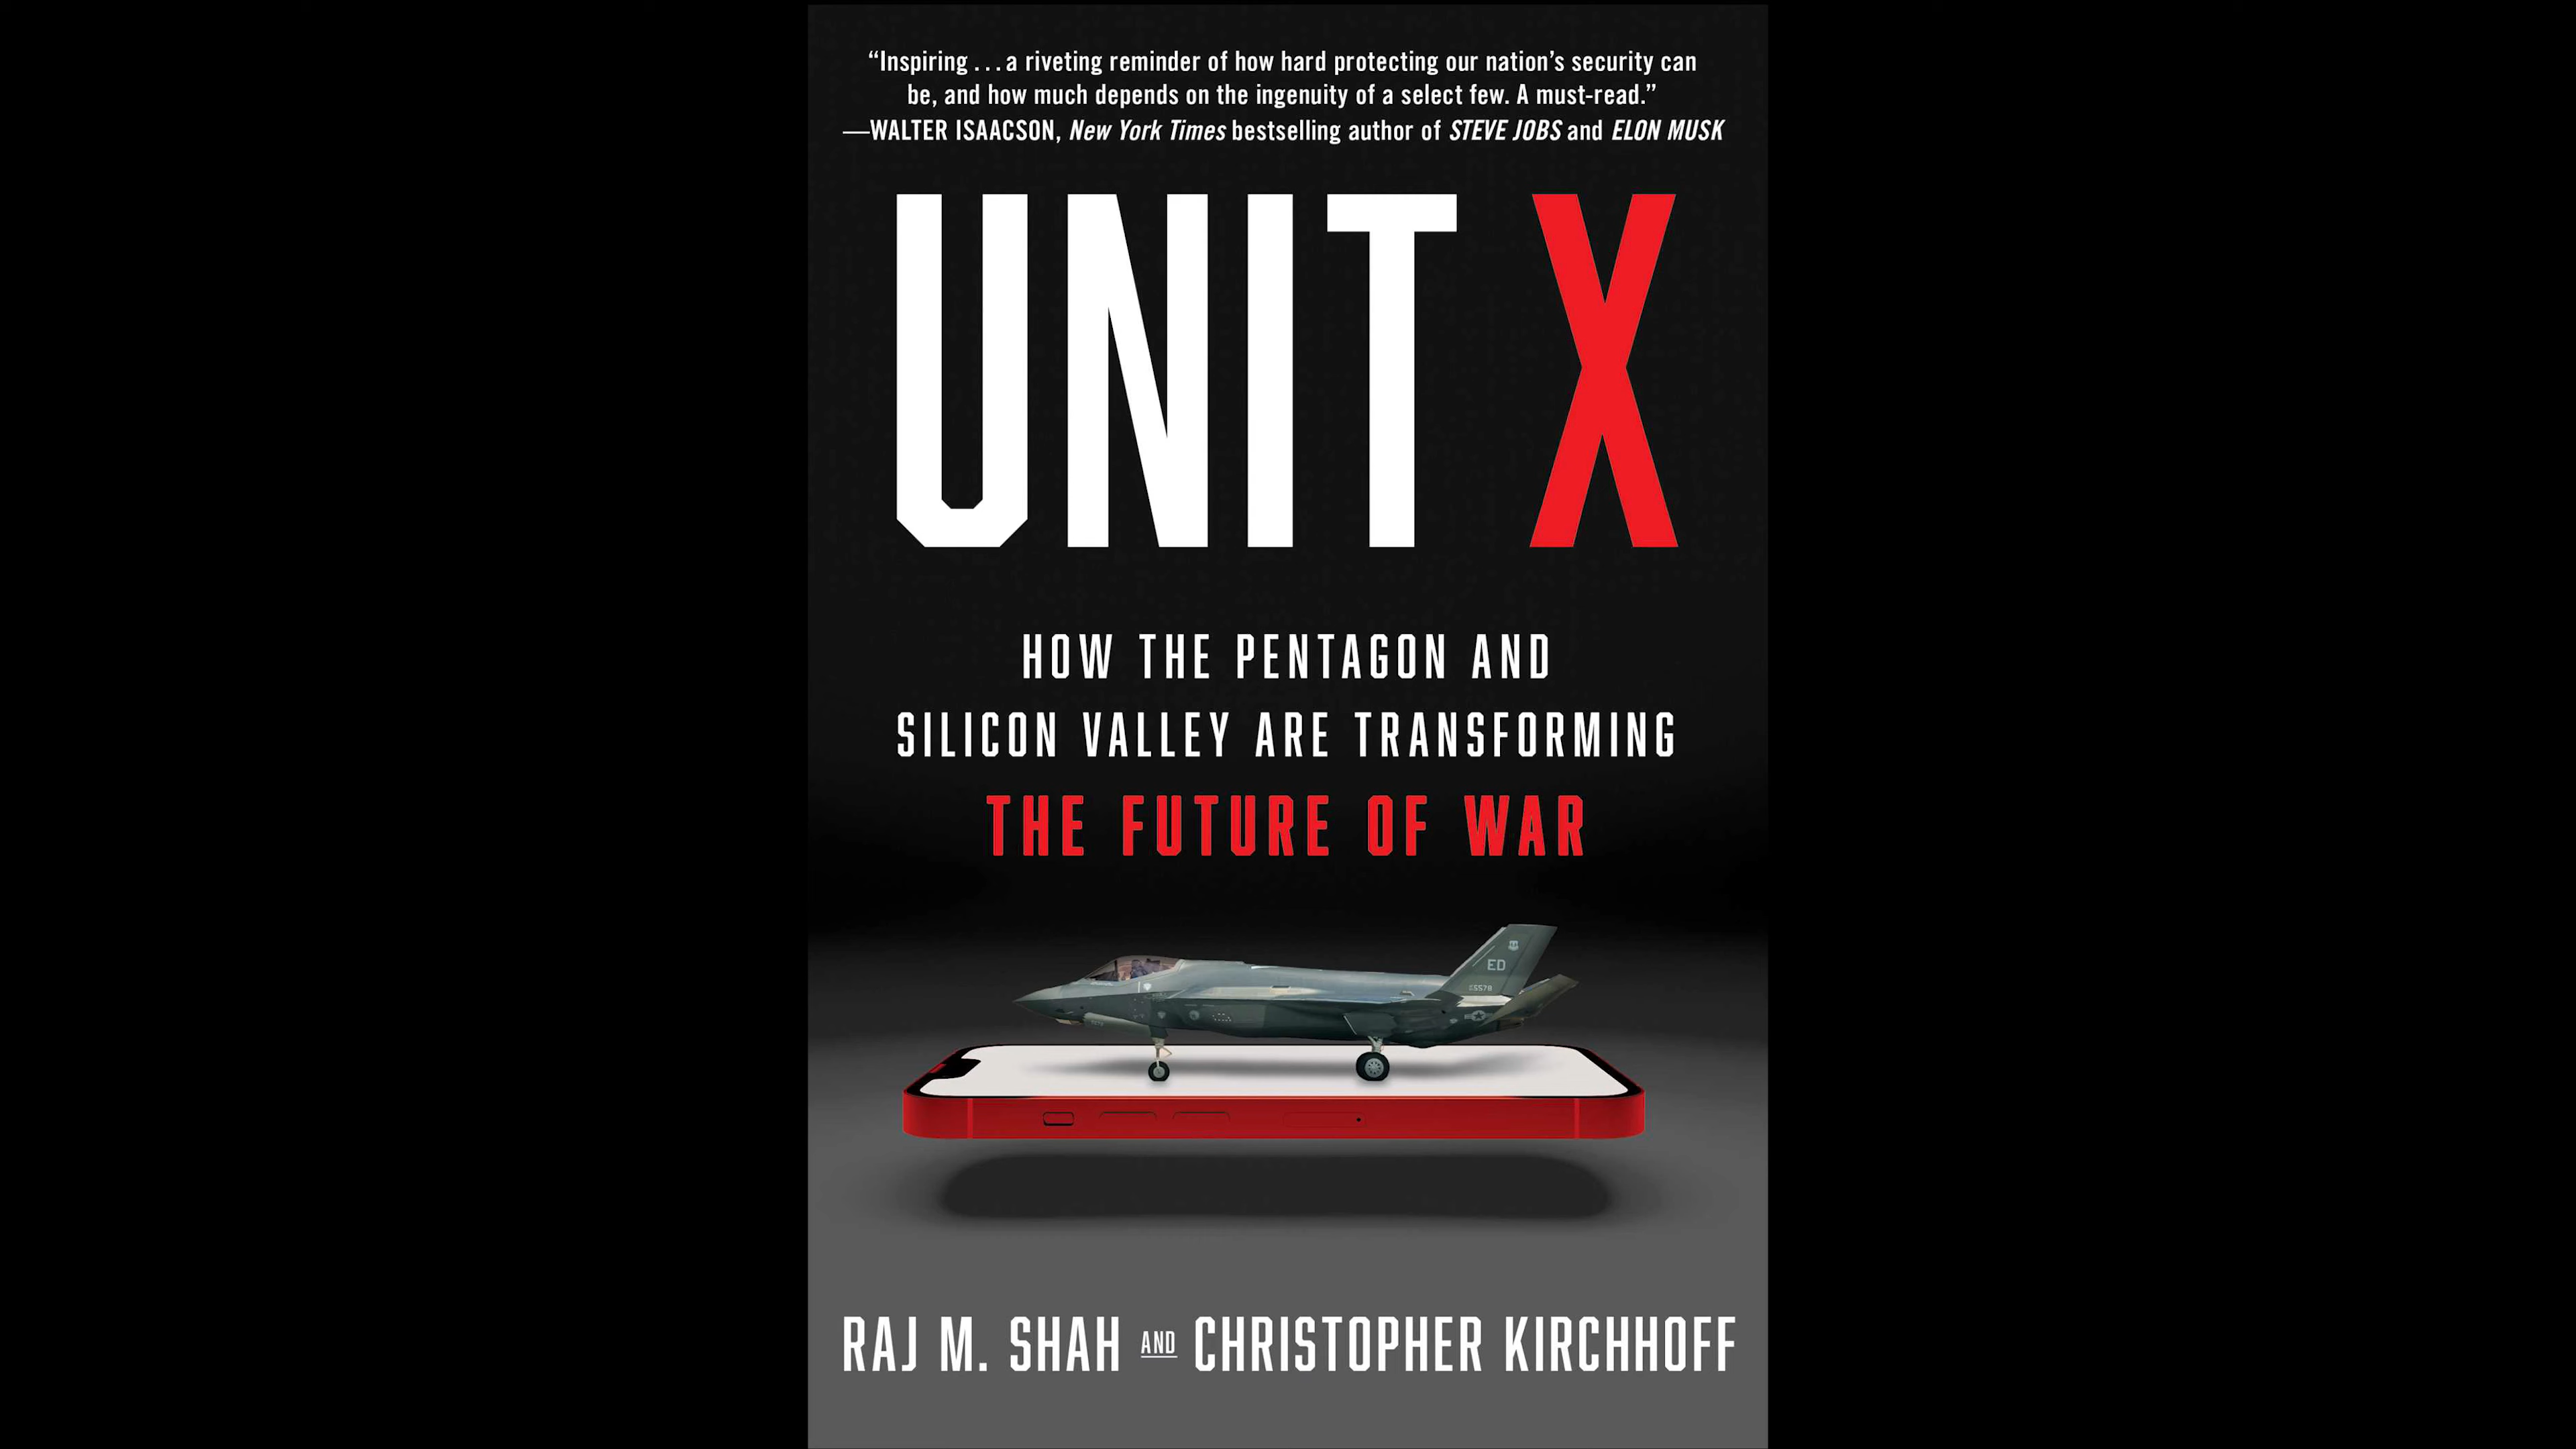 “Inspiring . . . a riveting reminder of how hard protecting our nation’s security can
be, and how much depends on the ingenuity of a select few. A must-read.”
—WALTER ISAACSON, New York Times bestselling author of STEVE JOBS and ELON MUSK
UNIT X
HOW THE PENTAGON AND
SILICON VALLEY ARE TRANSFORMING
THE FUTURE OF WAR
ED
RAJ M. SHAH AND CHRISTOPHER KIRCHHOFF